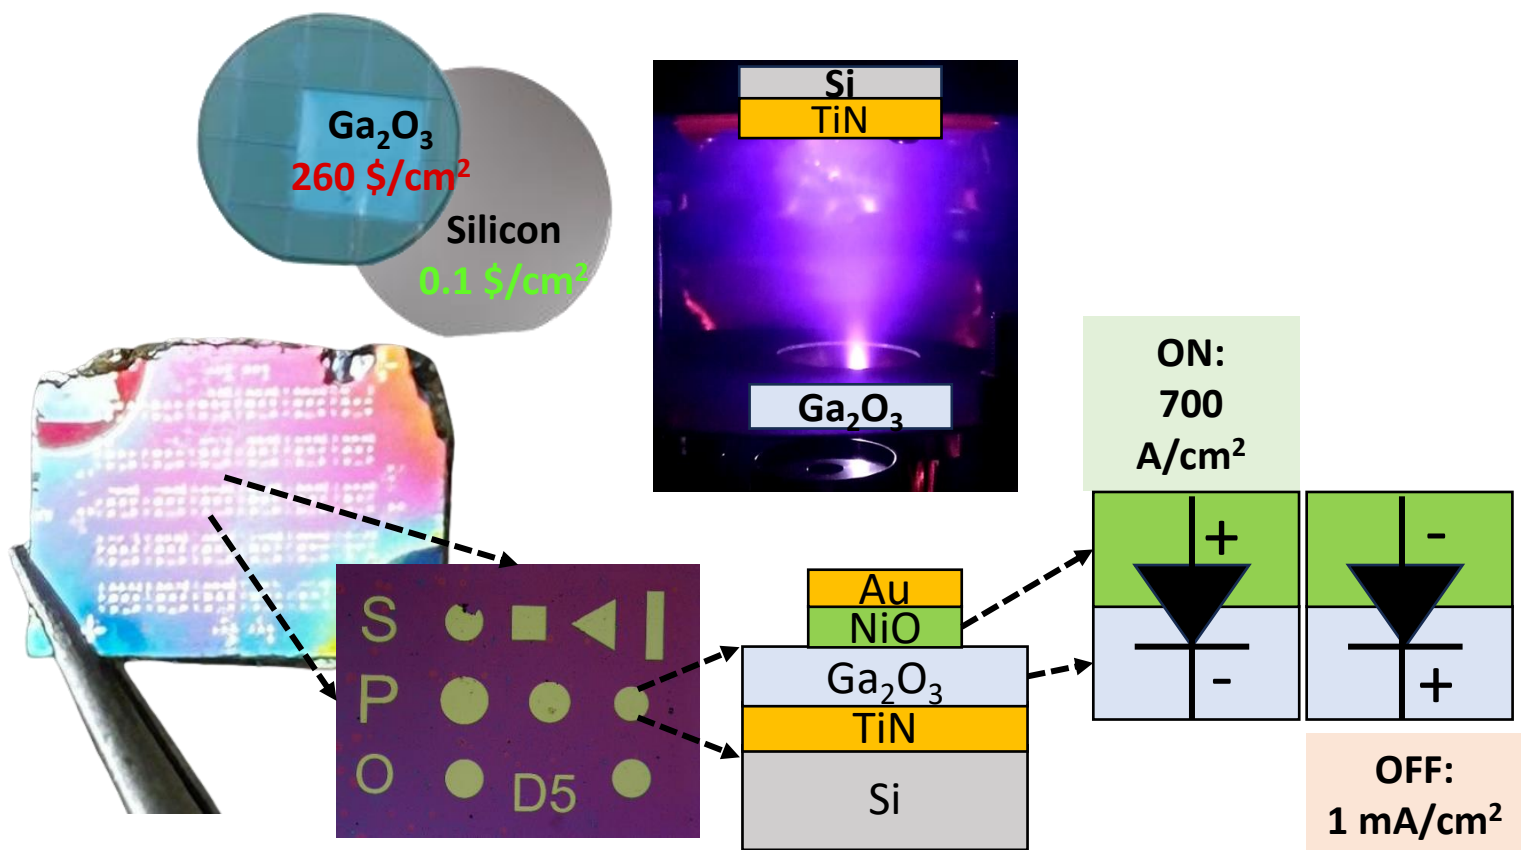 Ga₂O₃
260 $/cm²
Silicon
0.1 $/cm²
Si
TiN
Ga₂O₃
S
P
O
D5
Au
NiO
Ga₂O₃
TiN
Si
ON:
700
A/cm²
+
-
-
+
OFF:
1 mA/cm²